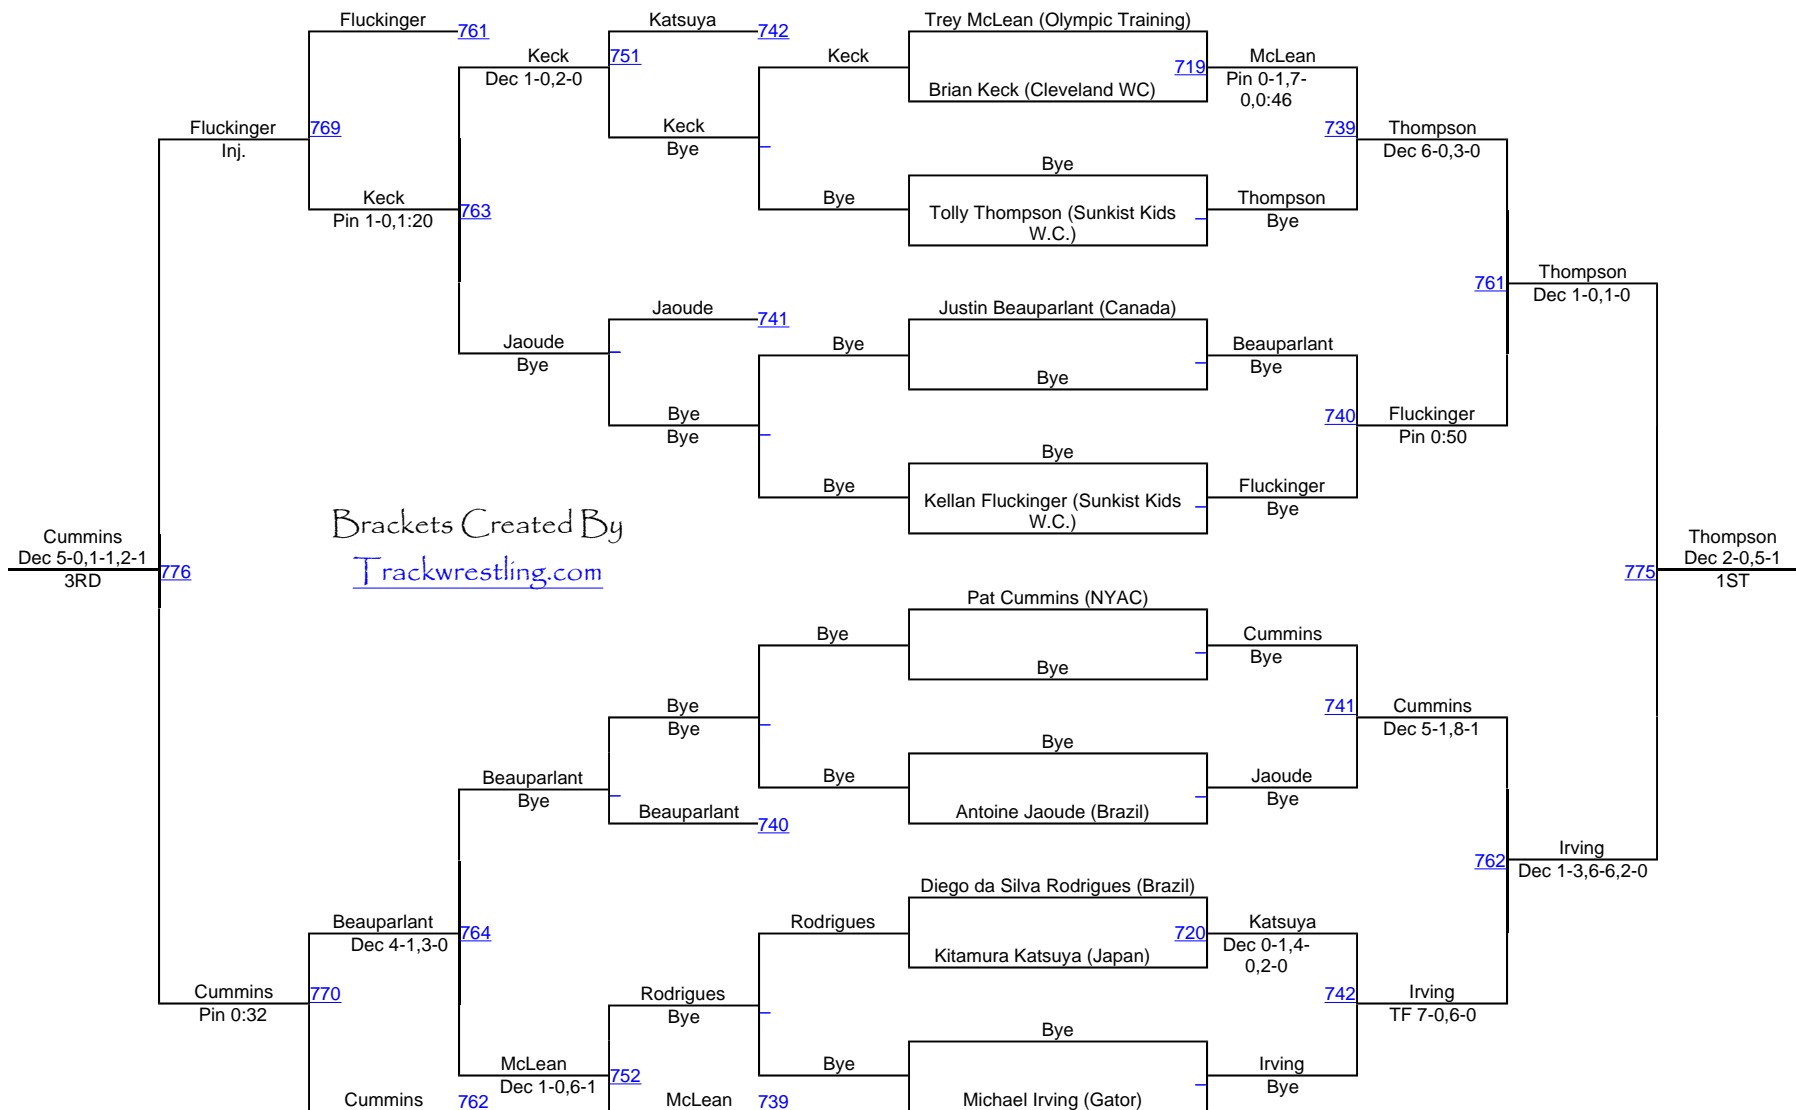 Fluckinger
761
Katsuya
742
Trey McLean (Olympic Training)
Keck
Dec 1-0,2-0
751
Keck
719
McLean
Pin 0-1,7-
0,0:46
Brian Keck (Cleveland WC)
Fluckinger
Inj.
769
Keck
Bye
739
Thompson
Dec 6-0,3-0
Bye
Keck
Pin 1-0,1:20
763
Bye
Tolly Thompson (Sunkist Kids
W.C.)
Thompson
Bye
761
Thompson
Dec 1-0,1-0
Jaoude
741
Justin Beauparlant (Canada)
Jaoude
Bye
Bye
Beauparlant
Bye
Bye
Bye
Bye
740
Fluckinger
Pin 0:50
Bye
Bye
Kellan Fluckinger (Sunkist Kids
W.C.)
Fluckinger
Bye
Brackets Created By
Trackwrestling.com
Cummins
Dec 5-0,1-1,2-1
3RD
776
775
Thompson
Dec 2-0,5-1
1ST
Pat Cummins (NYAC)
Bye
Cummins
Bye
Bye
Bye
Bye
741
Cummins
Dec 5-1,8-1
Bye
Beauparlant
Bye
Bye
Jaoude
Bye
Beauparlant
740
Antoine Jaoude (Brazil)
762
Irving
Dec 1-3,6-6,2-0
Diego da Silva Rodrigues (Brazil)
Beauparlant
Dec 4-1,3-0
764
Rodrigues
720
Katsuya
Dec 0-1,4-
0,2-0
Kitamura Katsuya (Japan)
Cummins
Pin 0:32
770
Rodrigues
Bye
742
Irving
TF 7-0,6-0
Bye
McLean
Dec 1-0,6-1
752
Bye
Irving
Bye
Cummins
762
McLean
739
Michael Irving (Gator)